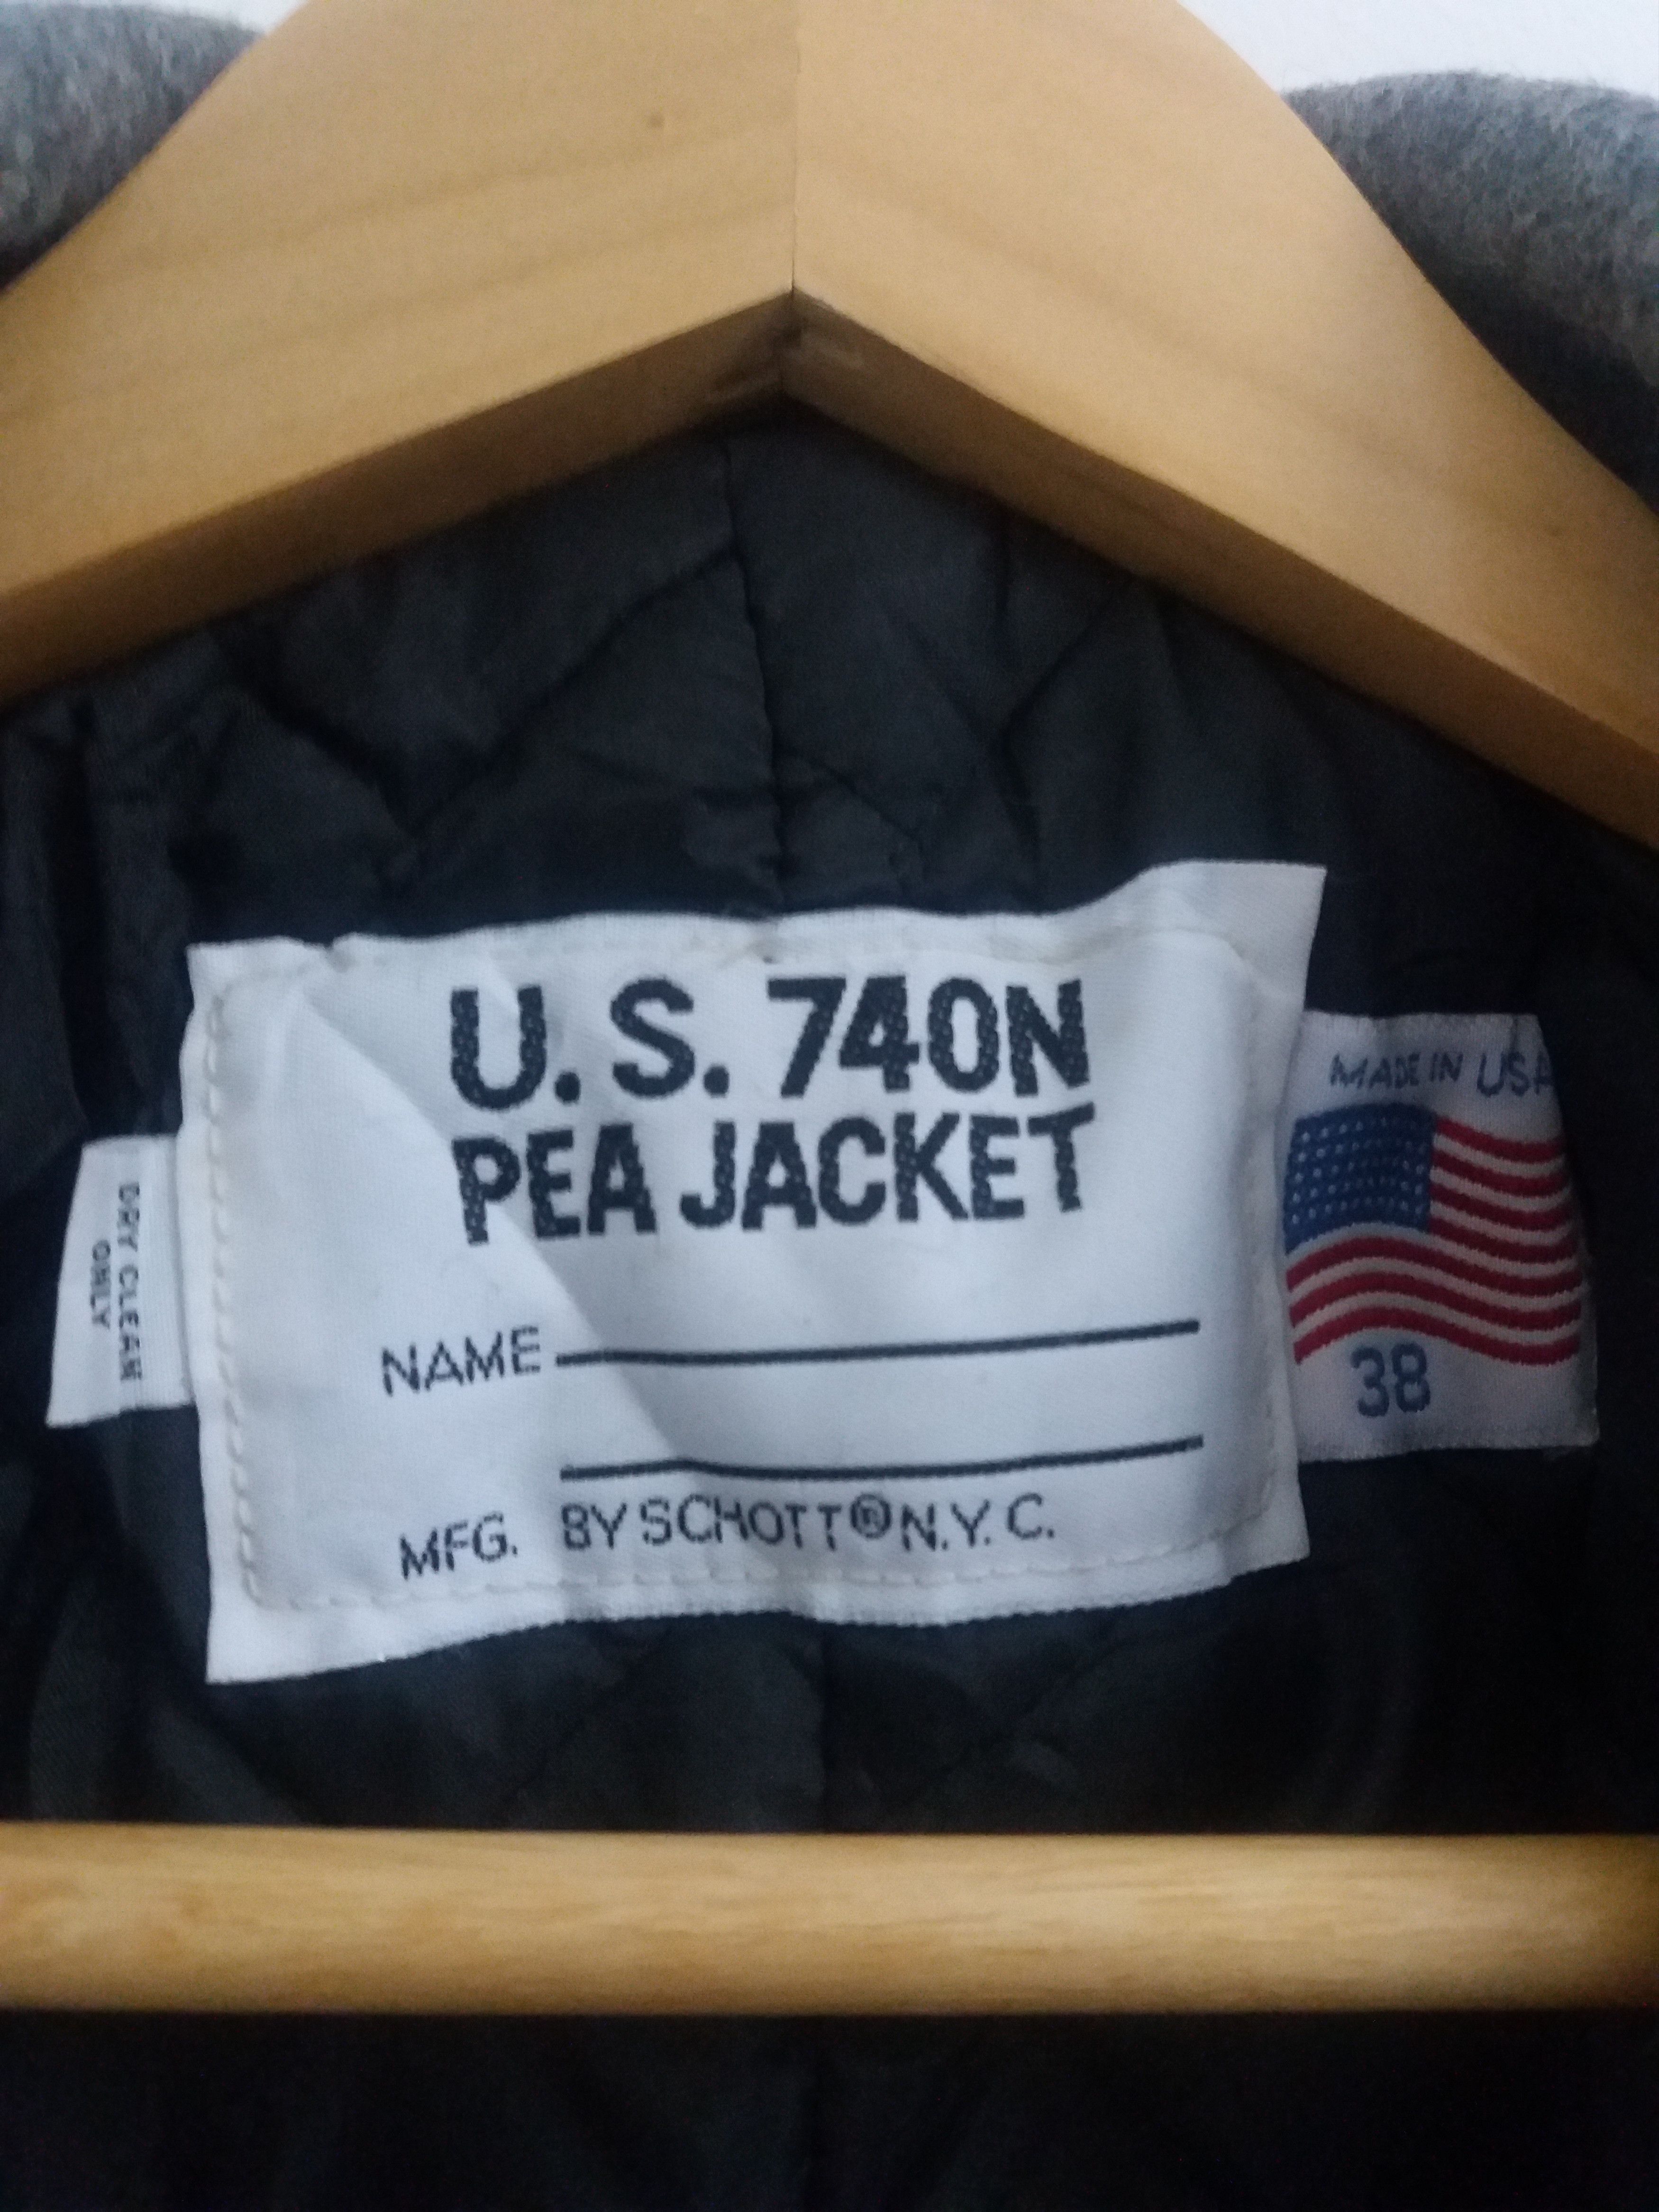 U. S. 740N
PEA JACKET
NAME
MFG. BY SCHOTT® N.Y.C.
DRY CLEAN
ONLY
MADE IN USA
38